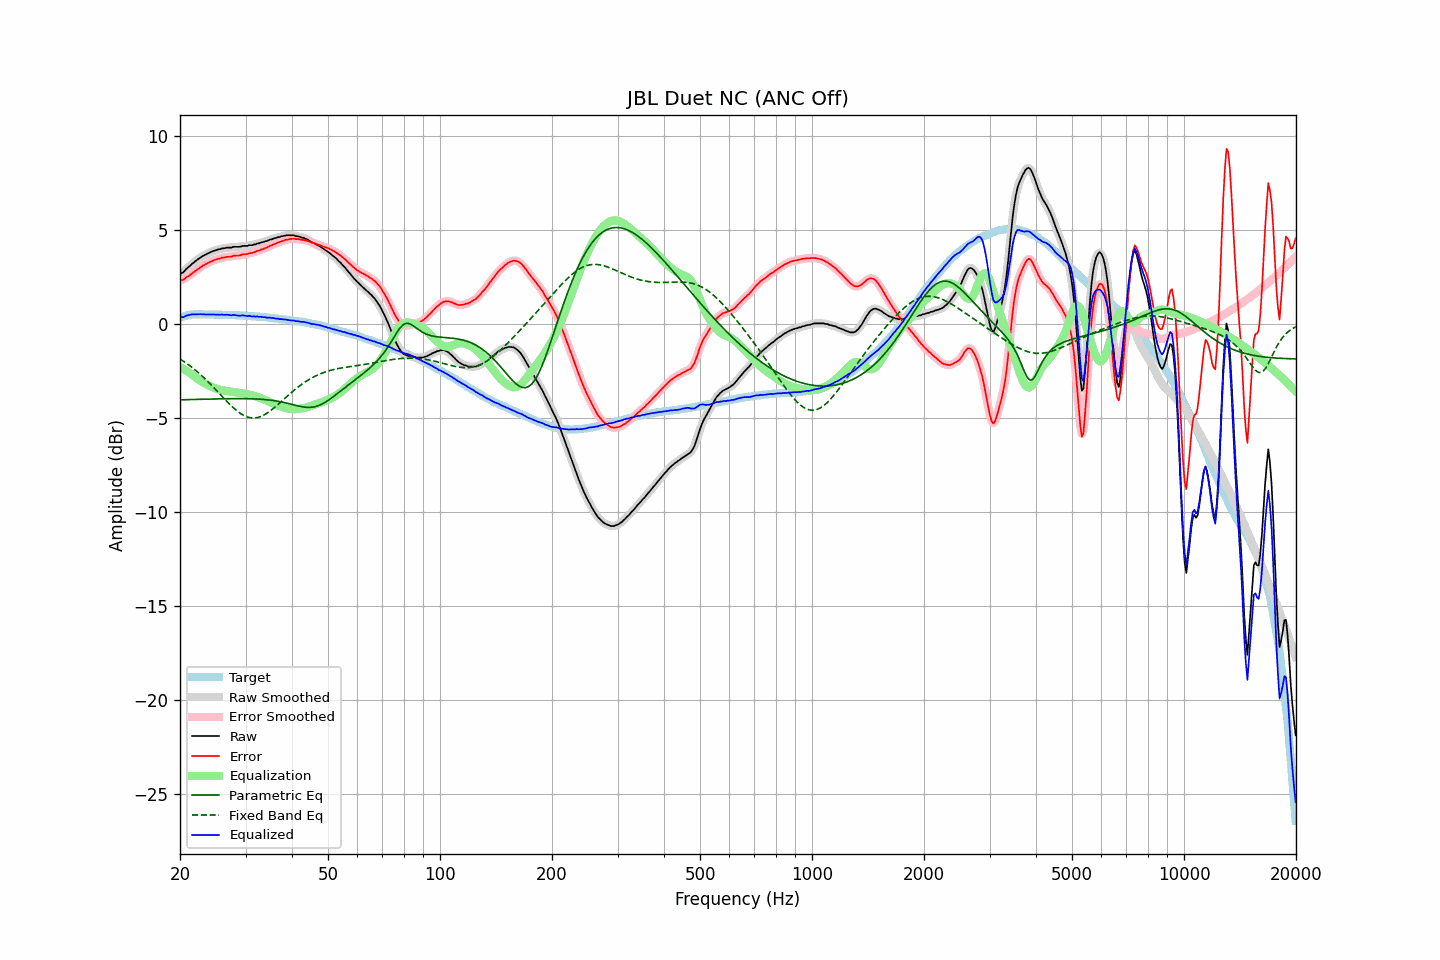 JBL Duet NC (ANC Off)
10
5
0
−5
−10
−15
−20
−25
Amplitude (dBr)
Target
Raw Smoothed
Error Smoothed
Raw
Error
Equalization
Parametric Eq
Fixed Band Eq
Equalized
20 50 100 200 500 1000 2000 5000 10000 20000
Frequency (Hz)